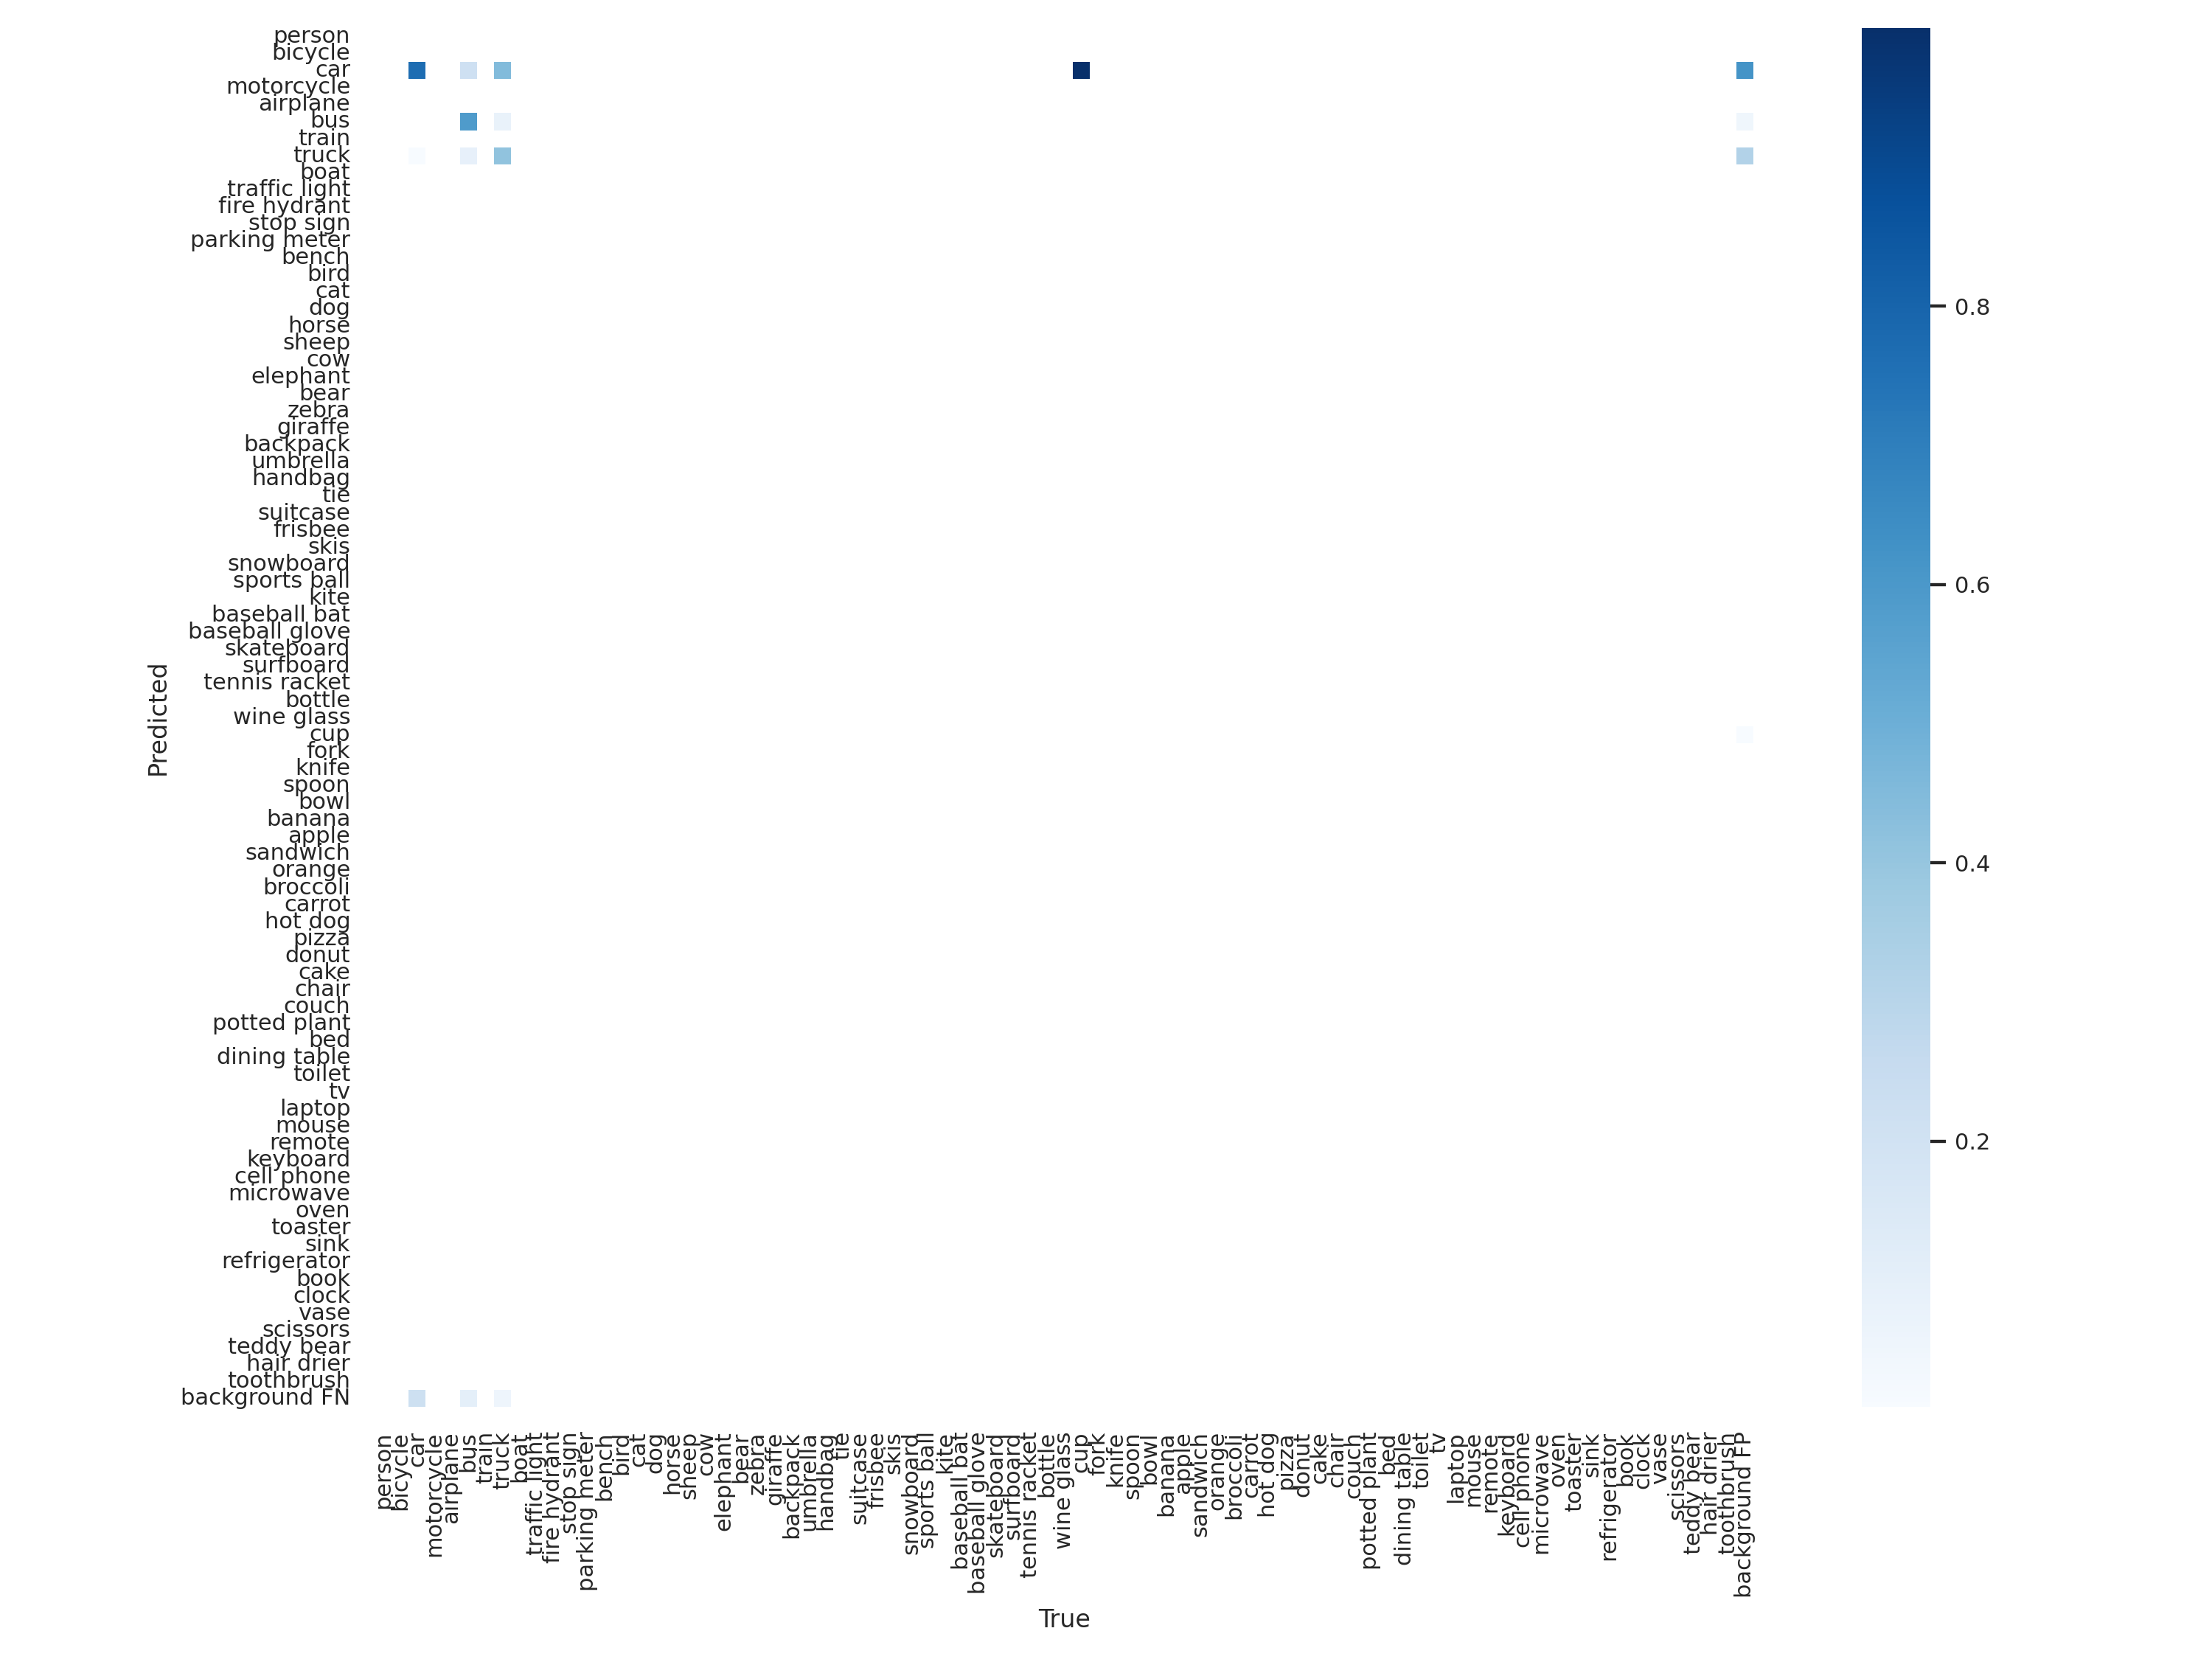 person
bicycle
car
motorcycle
airplane
bus
train
truck
boat
traffic light
fire hydrant
stop sign
parking meter
bench
bird
cat
dog
horse
sheep
cow
elephant
bear
zebra
giraffe
backpack
umbrella
handbag
tie
suitcase
frisbee
skis
snowboard
sports ball
kite
baseball bat
baseball glove
skateboard
surfboard
tennis racket
bottle
wine glass
cup
fork
knife
spoon
bowl
banana
apple
sandwich
orange
broccoli
carrot
hot dog
pizza
donut
cake
chair
couch
potted plant
bed
dining table
toilet
tv
laptop
mouse
remote
keyboard
cell phone
microwave
oven
toaster
sink
refrigerator
book
clock
vase
scissors
teddy bear
hair drier
toothbrush
background FN
Predicted
person
bicycle
car
motorcycle
airplane
bus
train
truck
boat
traffic light
fire hydrant
stop sign
parking meter
bench
bird
cat
dog
horse
sheep
cow
elephant
bear
zebra
giraffe
backpack
umbrella
handbag
tie
suitcase
frisbee
skis
snowboard
sports ball
kite
baseball bat
baseball glove
skateboard
surfboard
tennis racket
bottle
wine glass
cup
fork
knife
spoon
bowl
banana
apple
sandwich
orange
broccoli
carrot
hot dog
pizza
donut
cake
chair
couch
potted plant
bed
dining table
toilet
tv
laptop
mouse
remote
keyboard
cell phone
microwave
oven
toaster
sink
refrigerator
book
clock
vase
scissors
teddy bear
hair drier
toothbrush
background FP
True
0.8
0.6
0.4
0.2